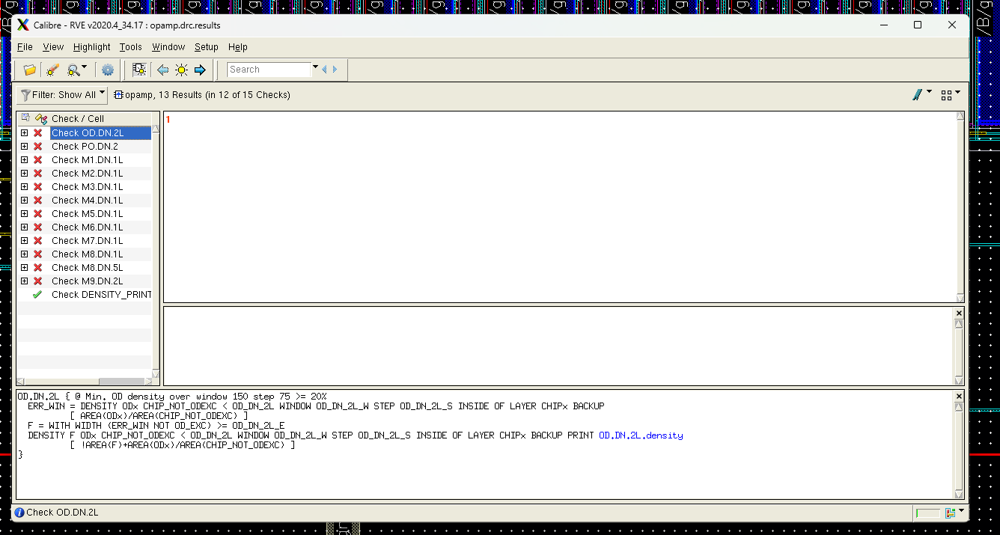 Calibre - RVE v2020.4_34.17 : opamp.drc.results
File View Highlight Tools Window Setup Help
Search
Filter: Show All opamp, 13 Results (in 12 of 15 Checks)
Check / Cell
1
Check OD.DN.2L
Check PO.DN.2
Check M1.DN.1L
Check M2.DN.1L
Check M3.DN.1L
Check M4.DN.1L
Check M5.DN.1L
Check M6.DN.1L
Check M7.DN.1L
Check M8.DN.1L
Check M8.DN.5L
Check M9.DN.2L
Check DENSITY_PRINT
OD.DN.2L { @ Min. OD density over window 150 step 75 >= 20%
ERR_WIN = DENSITY ODx CHIP_NOT_ODEXC < OD_DN_2L WINDOW OD_DN_2L_W STEP OD_DN_2L_S INSIDE OF LAYER CHIPx BACKUP
[ AREA(ODx)/AREA(CHIP_NOT_ODEXC) ]
F = WITH WIDTH (ERR_WIN NOT OD_EXC) >= OD_DN_2L_E
DENSITY F ODx CHIP_NOT_ODEXC < OD_DN_2L WINDOW OD_DN_2L_W STEP OD_DN_2L_S INSIDE OF LAYER CHIPx BACKUP PRINT OD.DN.2L.density
[ !AREA(F)+AREA(ODx)/AREA(CHIP_NOT_ODEXC) ]
}
Check OD.DN.2L